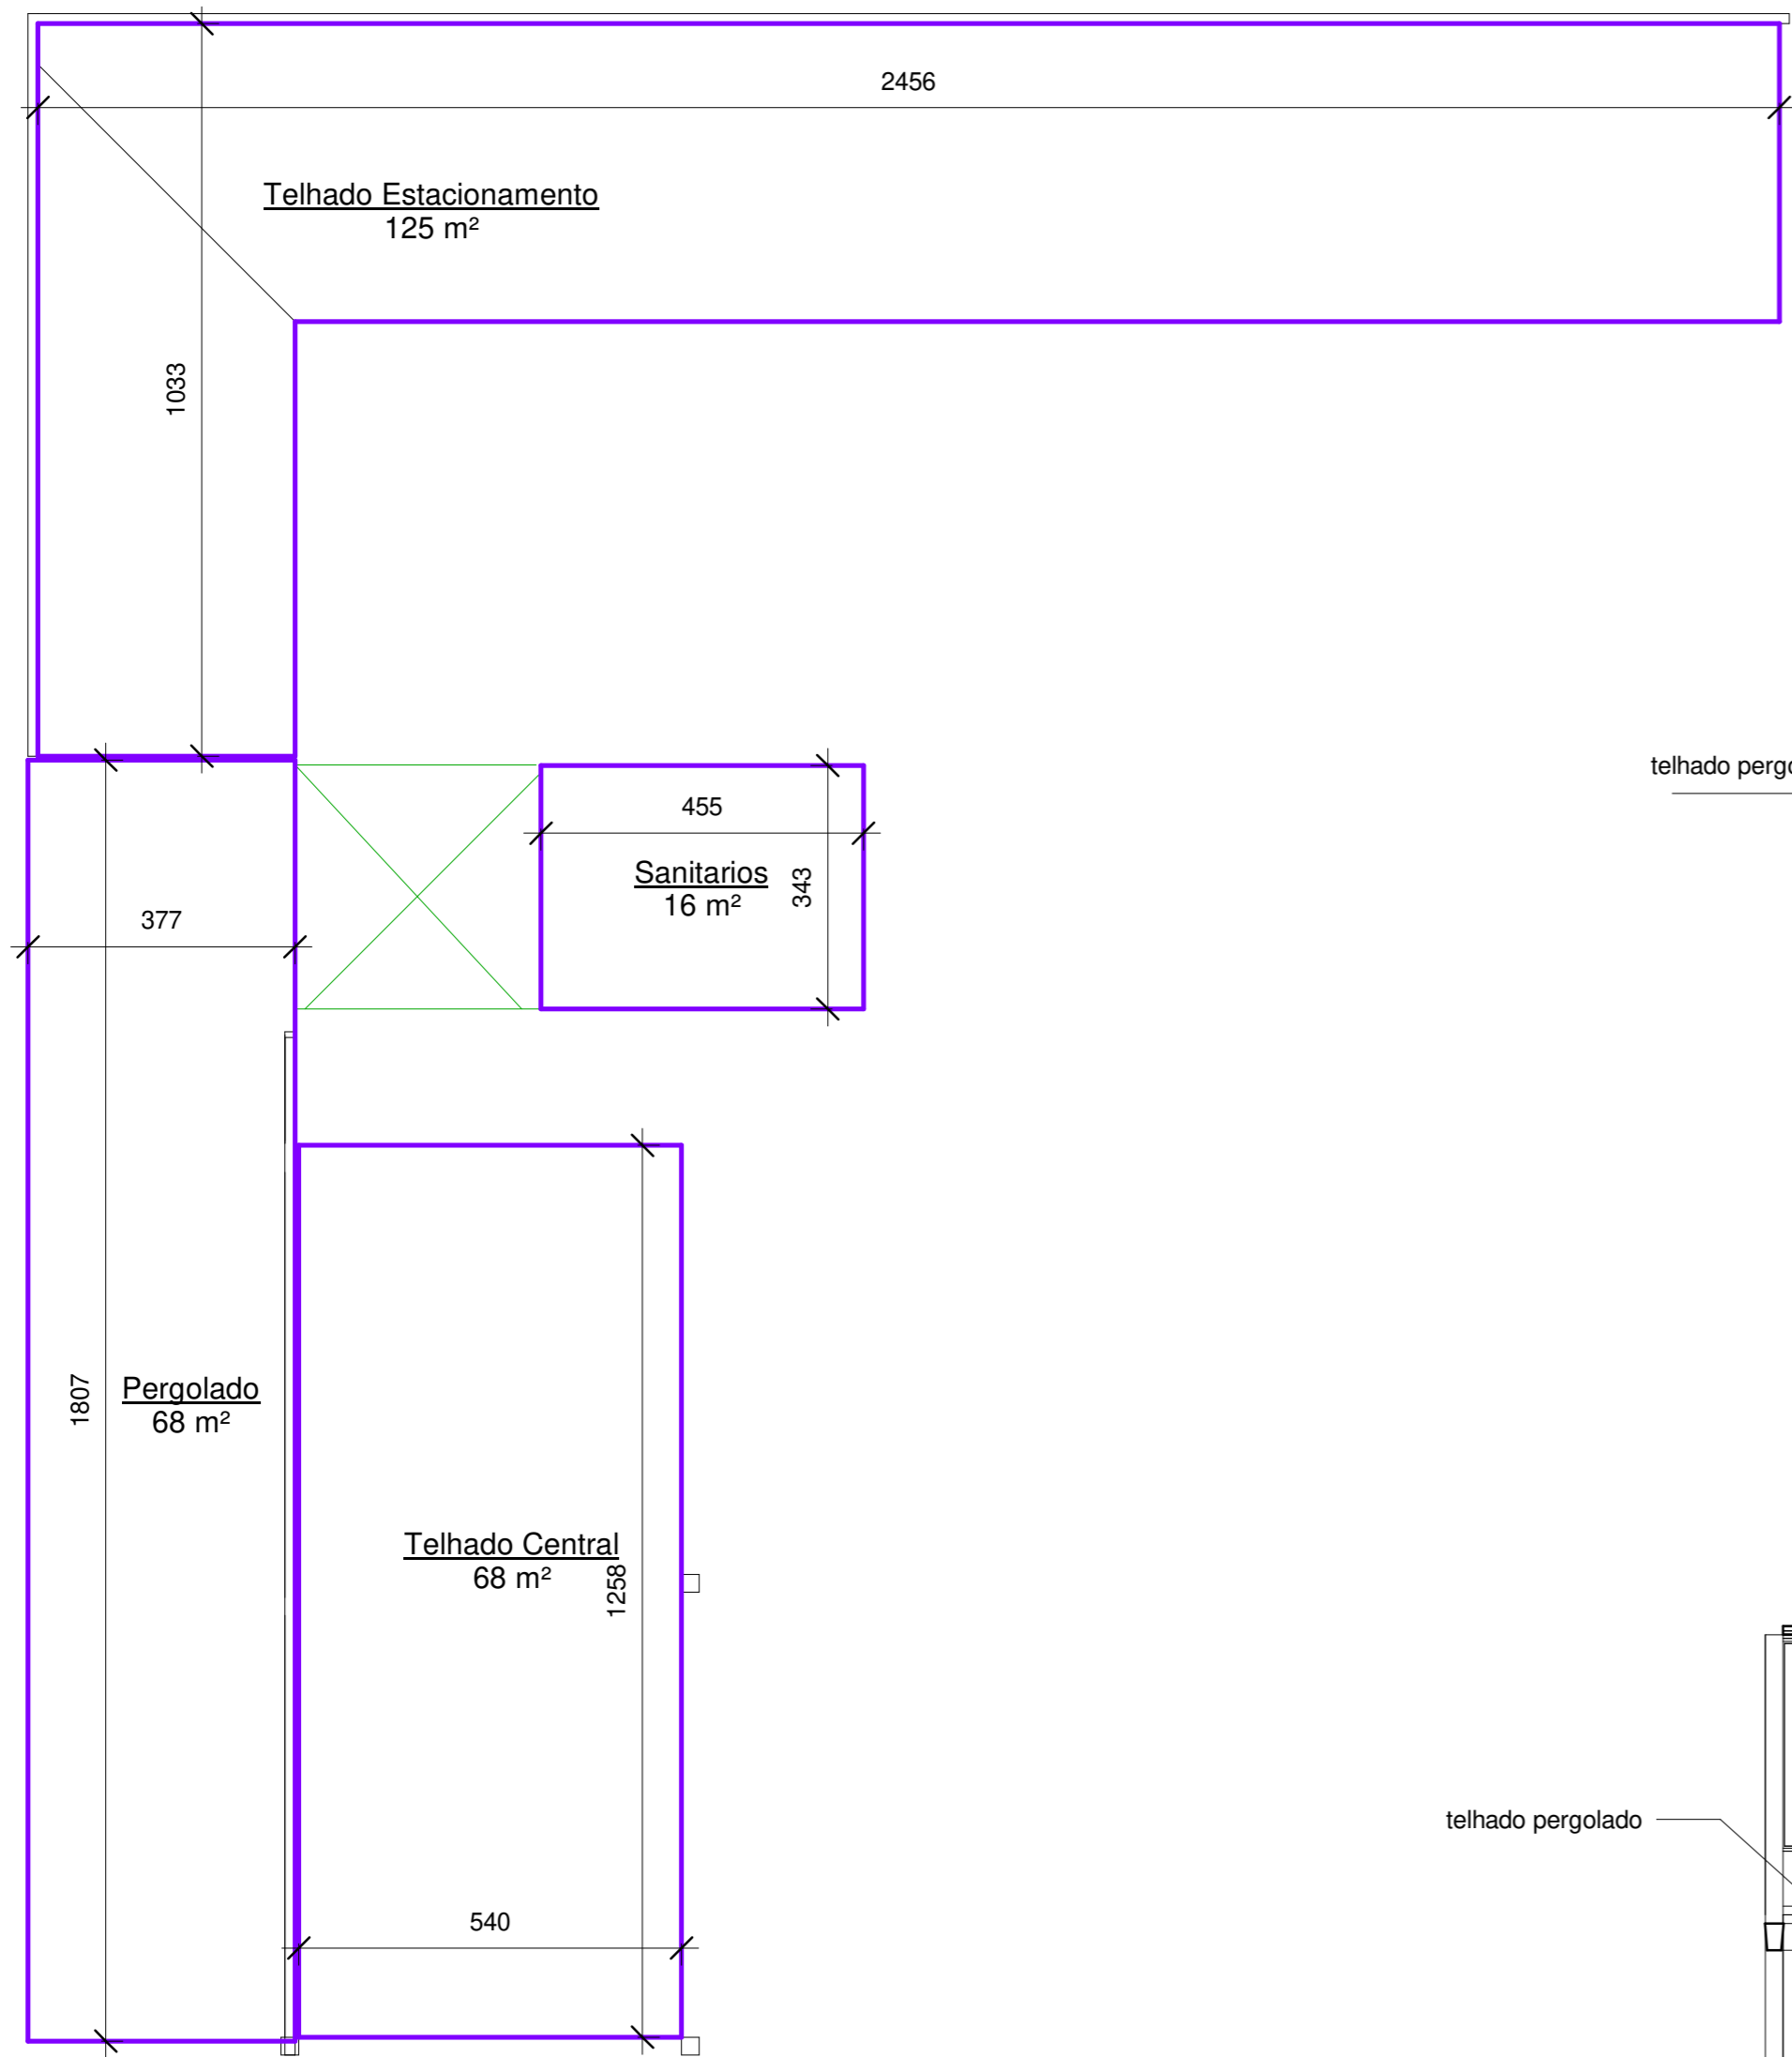 2456
Telhado Estacionamento
125 m²
1033
telhado pergo
455
Sanitarios
16 m²
343
377
1807
Pergolado
68 m²
Telhado Central
68 m²
1258
telhado pergolado
540